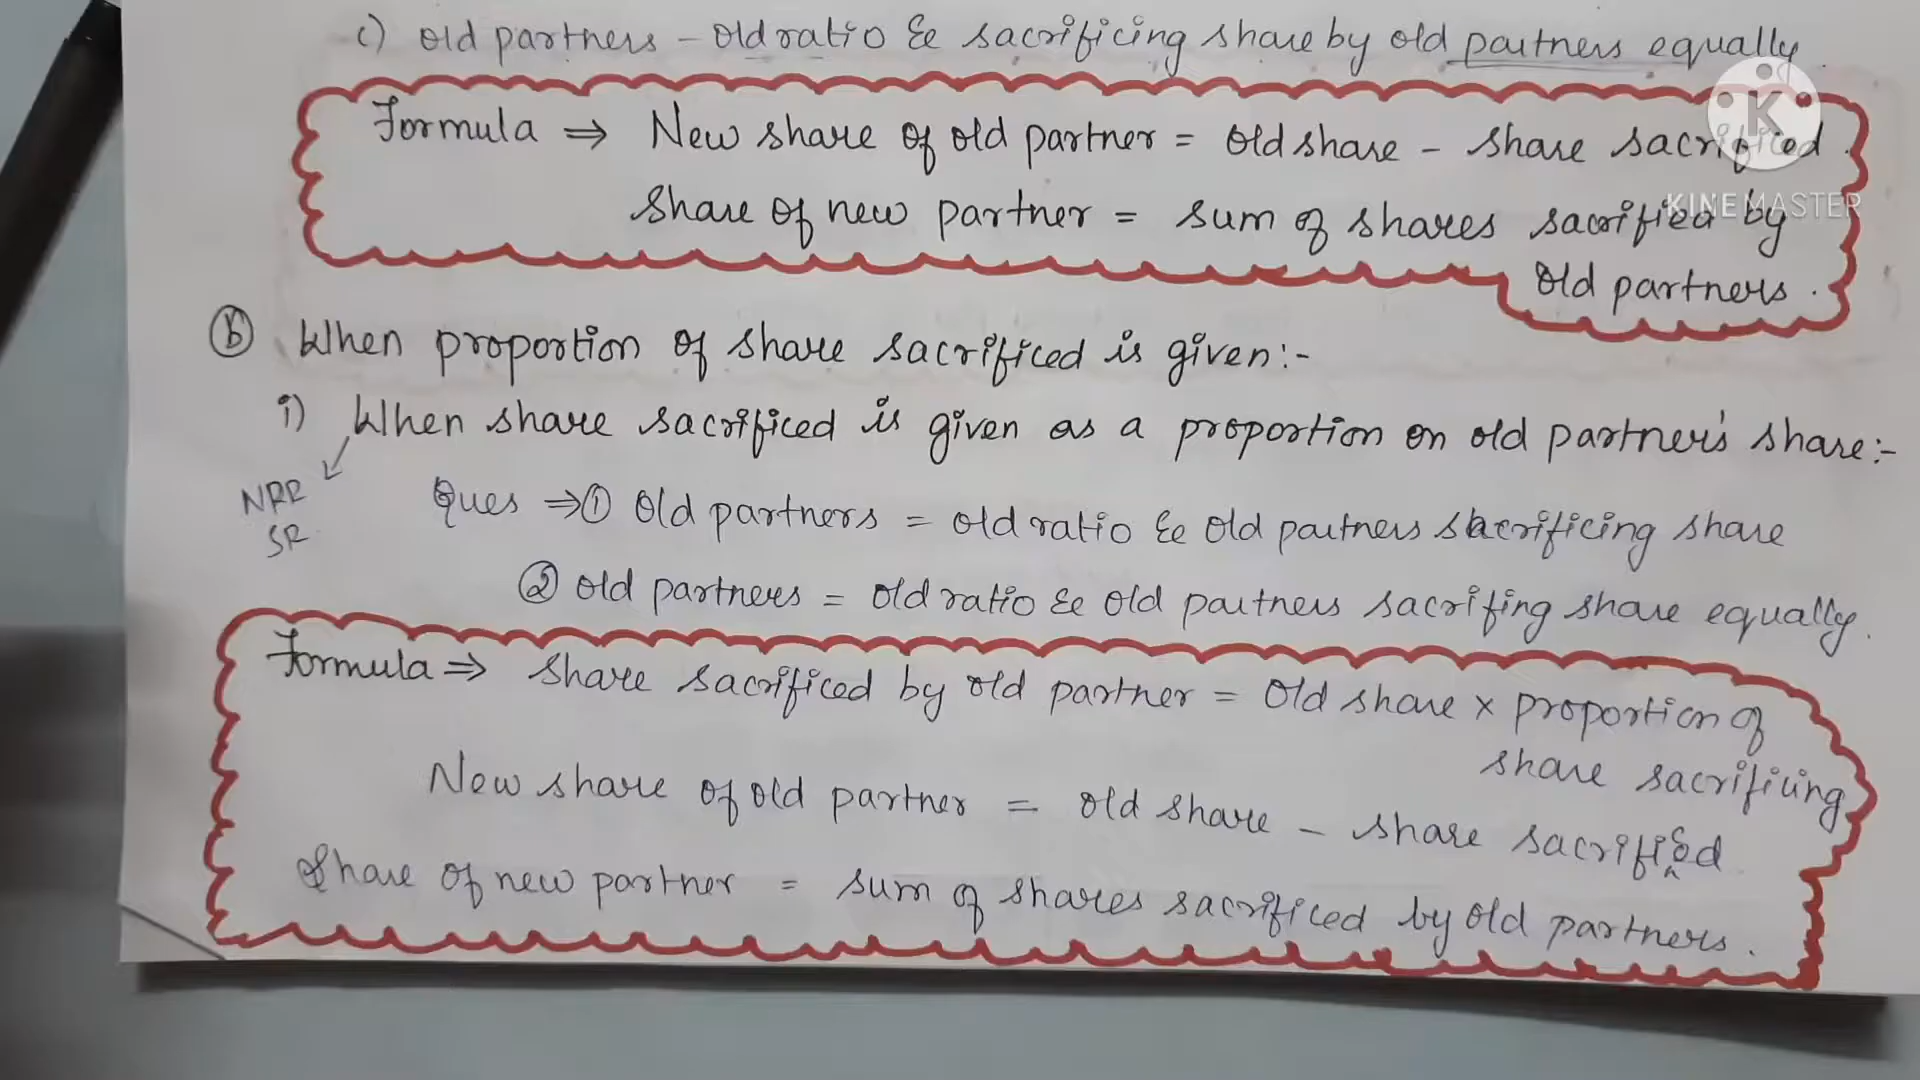 c) old partners - old ratio & sacrificing share by old partners equally.
Formula ⇒ New share of old partner = old share - share sacrificed.
share of new partner = sum of shares sacrified by
old partners.
K
KINEMASTER
ⓑ When proportion of share sacrificed is given:-
i) When share sacrificed is given as a proportion on old partner's share:-
NPR
SR
Ques ⇒ ① old partners = old ratio & old partners sacrificing share
② old partners = old ratio & old partners sacrifing share equally.
Formula ⇒ share sacrificed by old partner = old share x proportion of
share sacrificing
New share of old partner = old share - share sacrificed
Share of new partner = sum of shares sacrificed by old partners.